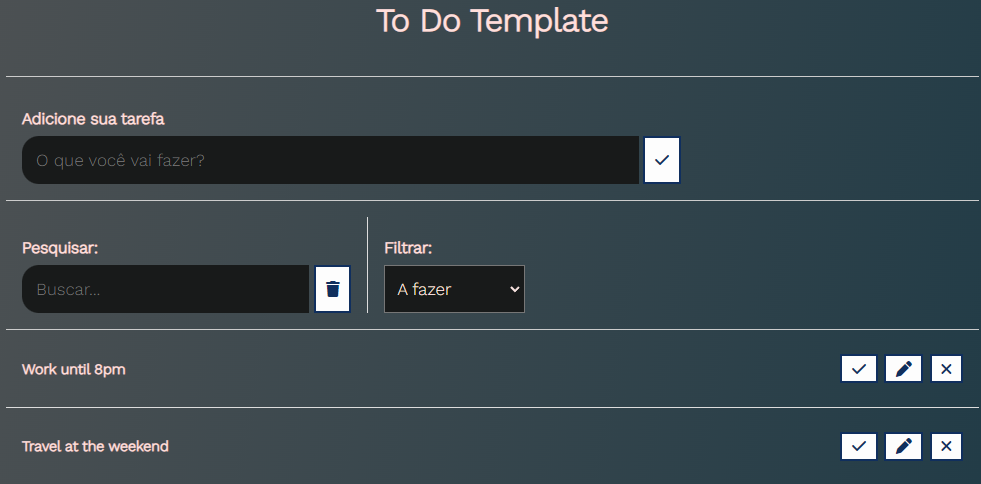 To Do Template
Adicione sua tarefa
O que você vai fazer?
Pesquisar:
Filtrar:
Buscar...
A fazer
Work until 8pm
Travel at the weekend